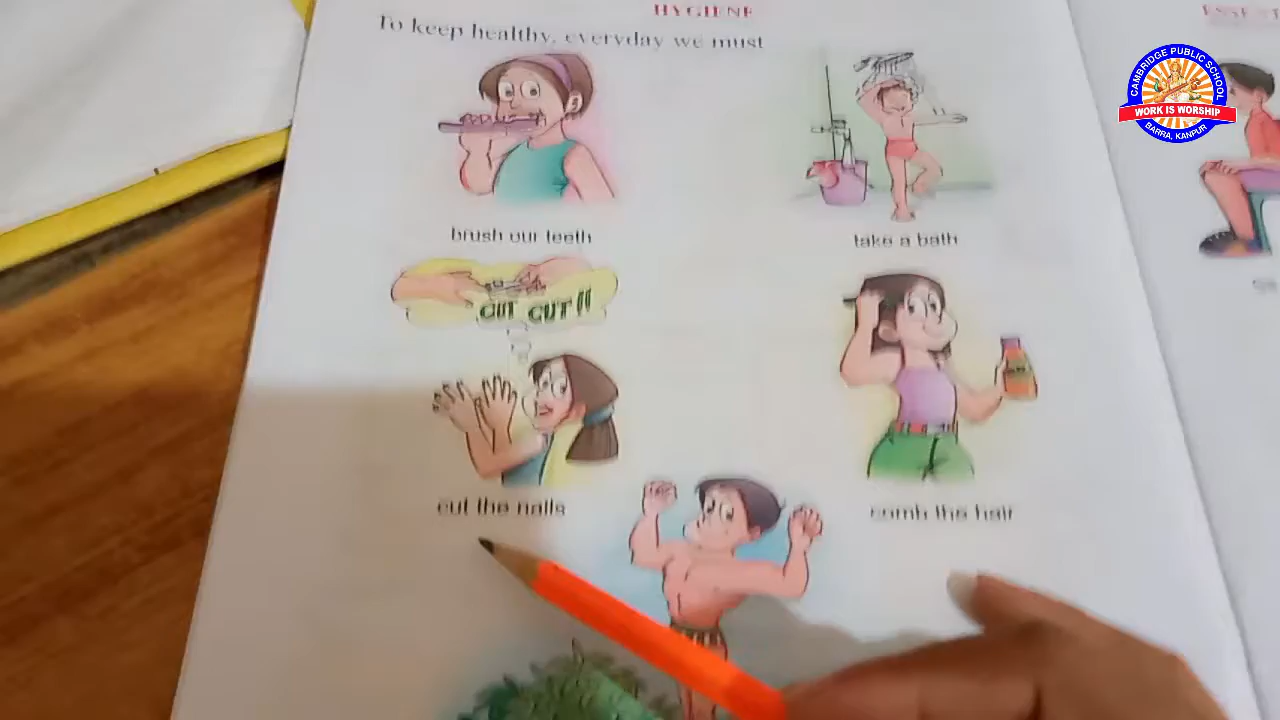 HYGIENE
To keep healthy, everyday we must
brush our teeth
take a bath
CUT CUT!!
cut the nails
comb the hair
CAMBRIDGE PUBLIC SCHOOL
WORK IS WORSHIP
BARRA, KANPUR